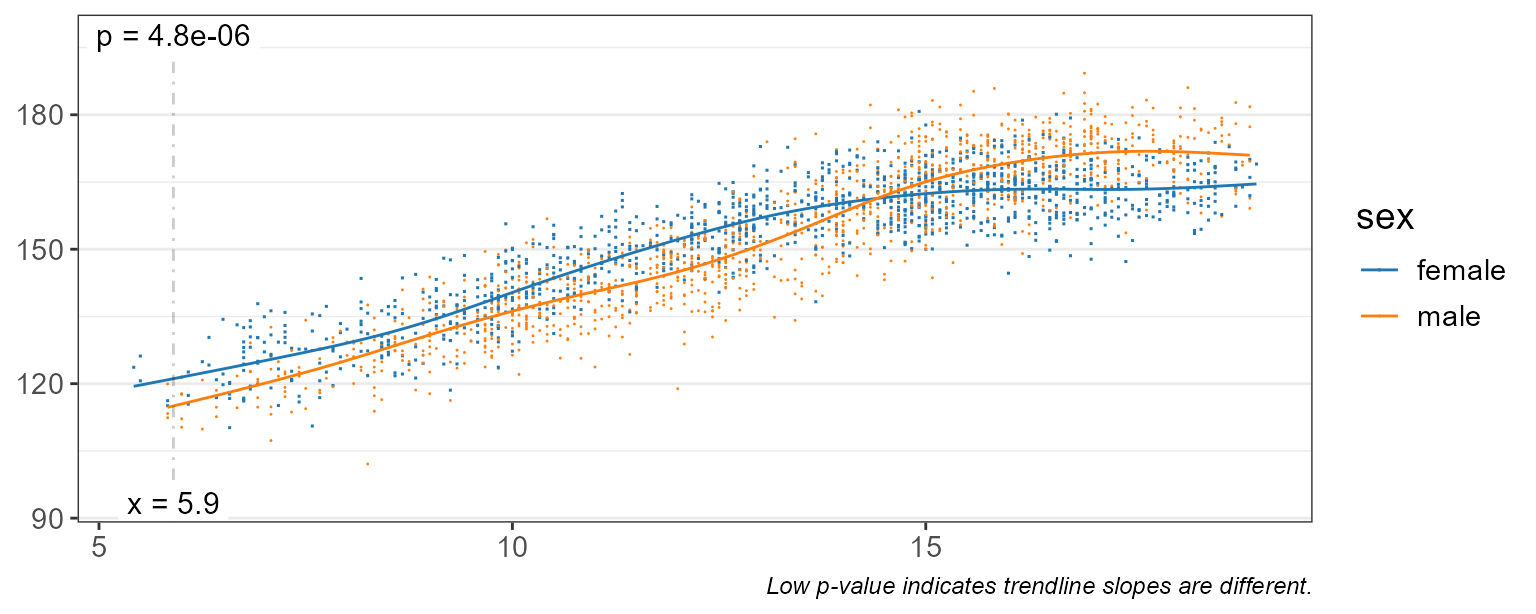 p = 4.8e-06
180
150
120
90
x = 5.9
5 10 15
sex
female
male
Low p-value indicates trendline slopes are different.